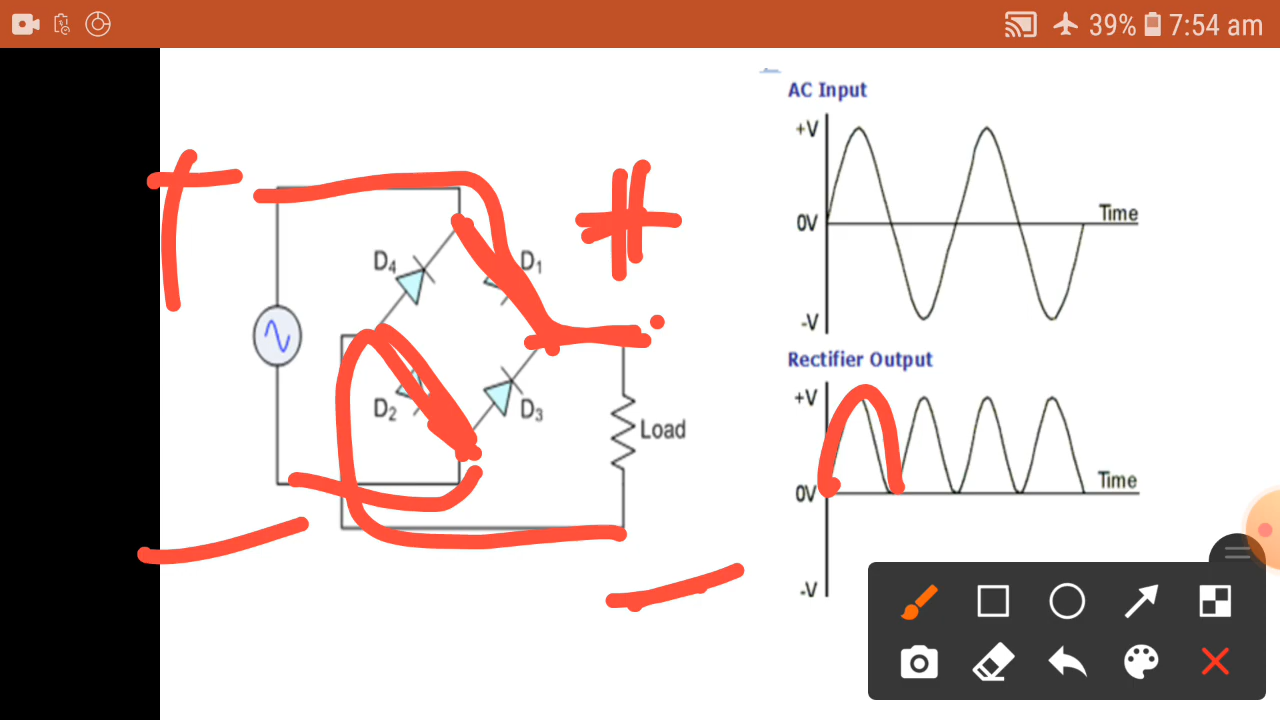 39% 7:54 am
AC Input
+V
0V
Time
-V
D4
D1
D2
D3
Load
Rectifier Output
+V
0V
Time
-V
+
+
-
-